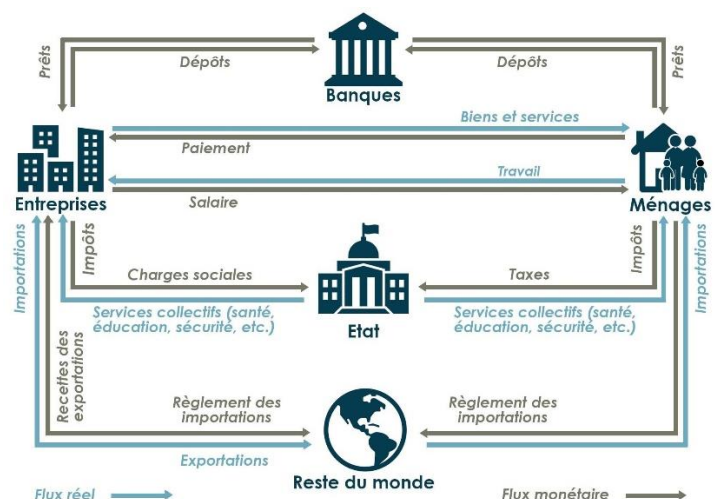 Prêts
Dépôts
Banques
Dépôts
Prêts
Biens et services
Paiement
Travail
Salaire
Entreprises
Ménages
Importations
Impôts
Charges sociales
Taxes
Impôts
Importations
Services collectifs (santé,
éducation, sécurité, etc.)
Etat
Services collectifs (santé,
éducation, sécurité, etc.)
Recettes des
exportations
Règlement des
importations
Règlement des
importations
Exportations
Reste du monde
Flux réel
Flux monétaire